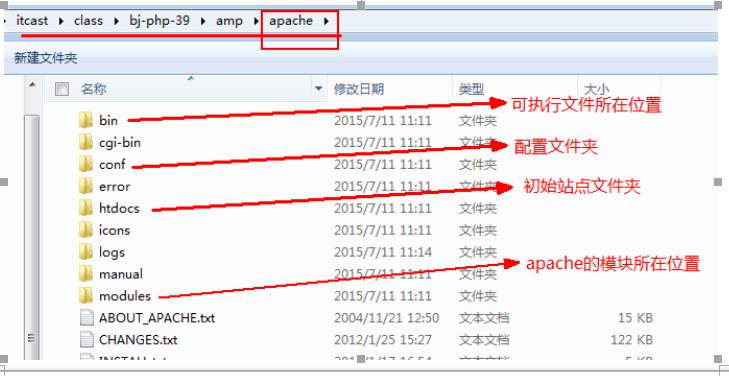 itcast ▸ class ▸ bj-php-39 ▸ amp ▸ apache ▸
新建文件夹
名称 修改日期 类型 大小
bin 2015/7/11 11:11 文件夹 可执行文件所在位置
cgi-bin 2015/7/11 11:11 文件夹
conf 2015/7/11 11:11 文件夹 配置文件夹
error 2015/7/11 11:11 文件夹
htdocs 2015/7/11 11:11 文件夹 初始站点文件夹
icons 2015/7/11 11:11 文件夹
logs 2015/7/11 11:14 文件夹
manual 2015/7/11 11:11 文件夹 apache的模块所在位置
modules 2015/7/11 11:11 文件夹
ABOUT_APACHE.txt 2004/11/21 12:50 文本文档 15 KB
CHANGES.txt 2012/1/25 15:27 文本文档 122 KB